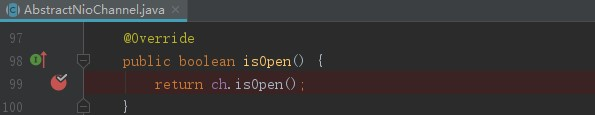 AbstractNioChannel.java ×
97 @Override
98 public boolean isOpen() {
99 return ch.isOpen();
100 }